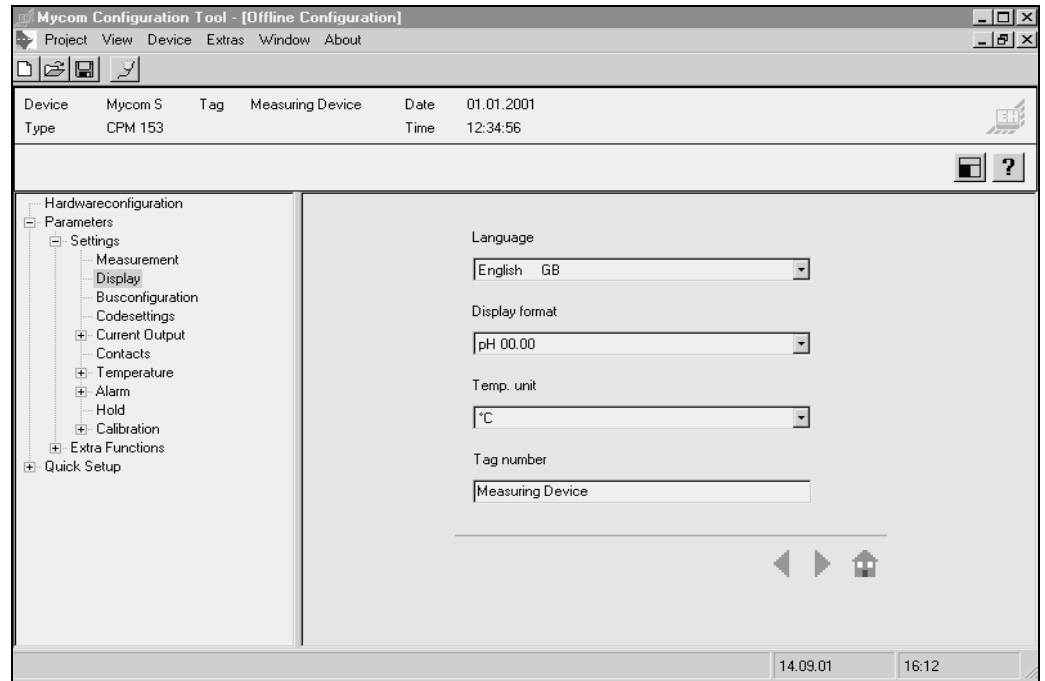 Mycom Configuration Tool - [Offline Configuration]
Project View Device Extras Window About
Device Mycom S Tag Measuring Device Date 01.01.2001
Type CPM 153 Time 12:34:56
EH
?
Hardwareconfiguration
Parameters
Settings
Measurement
Display
Busconfiguration
Codesettings
Current Output
Contacts
Temperature
Alarm
Hold
Calibration
Extra Functions
Quick Setup
Language
English GB
Display format
pH 00.00
Temp. unit
°C
Tag number
Measuring Device
14.09.01 16:12